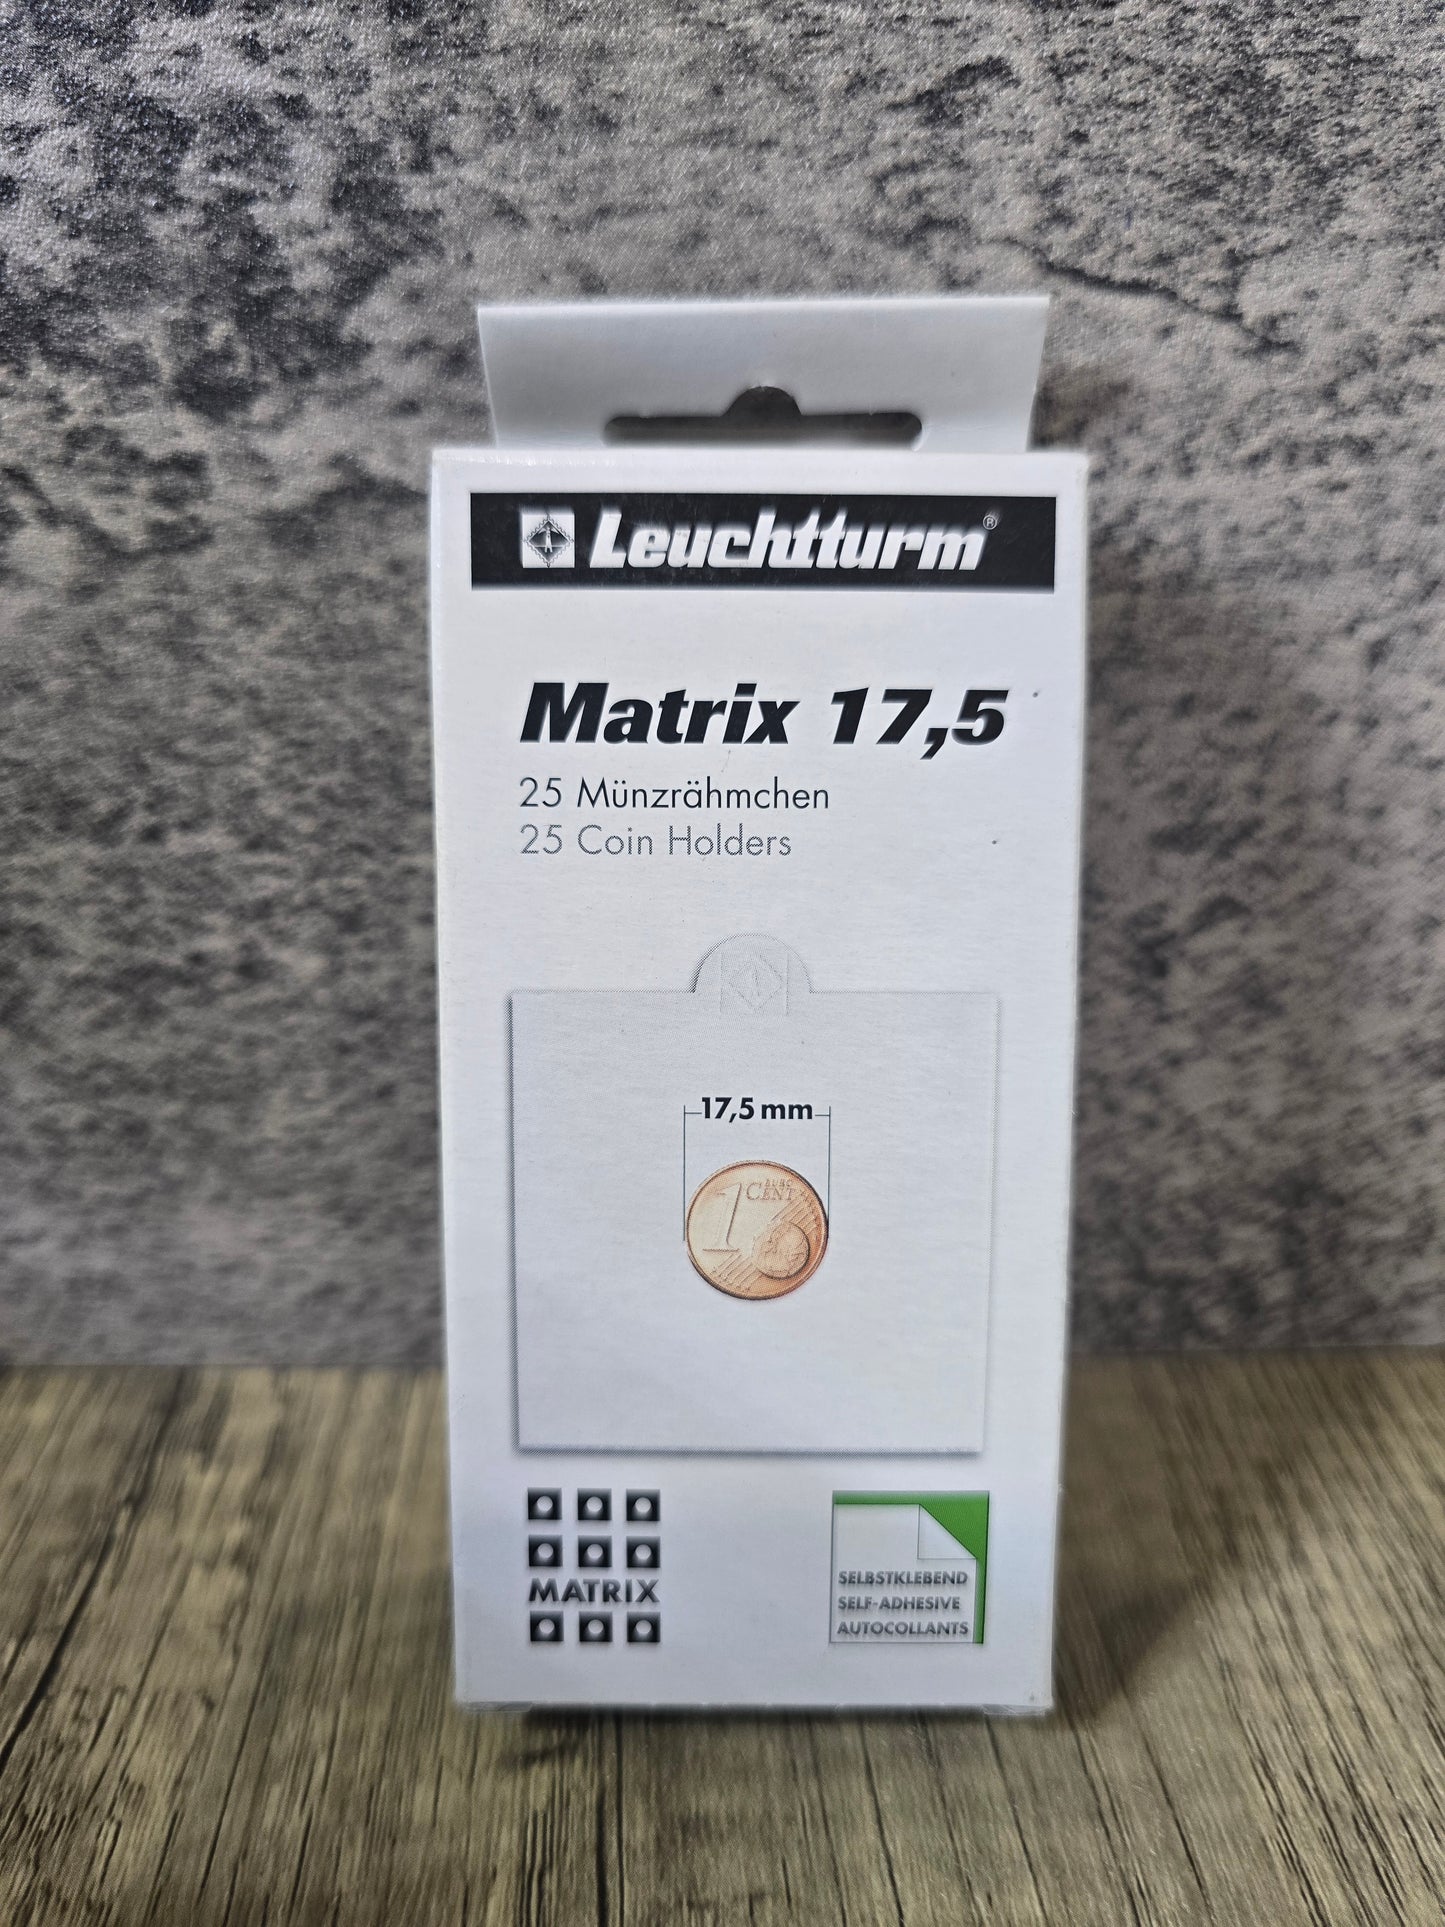 Leuchtturm®
Matrix 17,5
25 Münzrähmchen
25 Coin Holders
17,5 mm
1 EURO
CENT
MATRIX
SELBSTKLEBEND
SELF-ADHESIVE
AUTOCOLLANTS